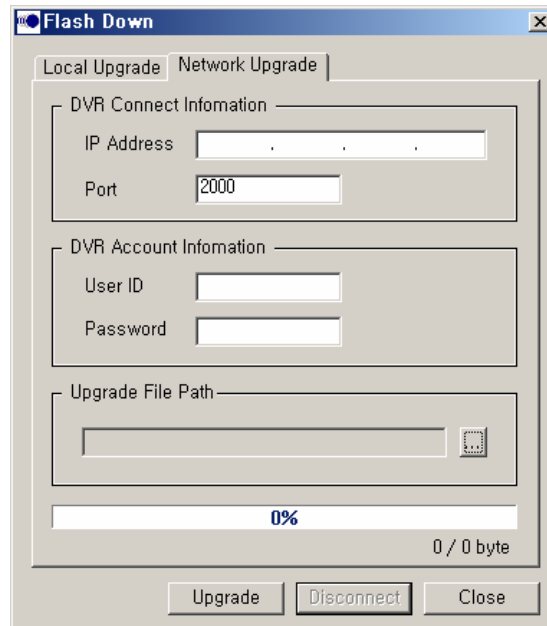 Flash Down
Local Upgrade Network Upgrade
DVR Connect Infomation
IP Address . . .
Port 2000
DVR Account Infomation
User ID
Password
Upgrade File Path
...
0%
0 / 0 byte
Upgrade Disconnect Close